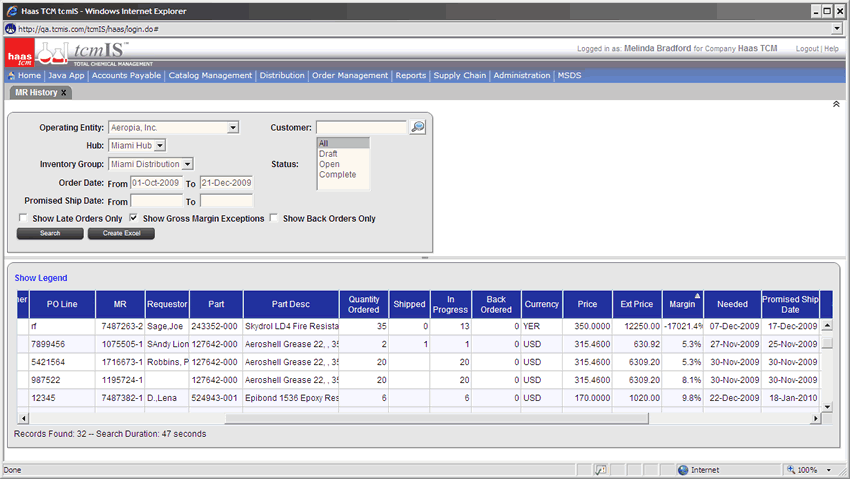 Haas TCM tcmIS - Windows Internet Explorer
http://qa.tcmis.com/tcmIS/haas/login.do#
haas tcm
tcmIS™
TOTAL CHEMICAL MANAGEMENT
Logged in as: Melinda Bradford for Company Haas TCM Logout | Help
Home | Java App | Accounts Payable | Catalog Management | Distribution | Order Management | Reports | Supply Chain | Administration | MSDS
MR History x
Operating Entity: Aeropia, Inc. Customer:
Hub: Miami Hub All
Draft
Inventory Group: Miami Distribution Status: Open
Complete
Order Date: From 01-Oct-2009 To 21-Dec-2009
Promised Ship Date: From To
Show Late Orders Only Show Gross Margin Exceptions Show Back Orders Only
Search Create Excel
Show Legend
PO Line MR Requestor Part Part Desc Quantity Ordered Shipped In Progress Back Ordered Currency Price Ext Price Margin Needed Promised Ship Date
rf 7487263-2 Sage,Joe 243352-000 Skydrol LD4 Fire Resista 35 0 13 0 YER 350.0000 12250.00 -17021.4% 07-Dec-2009 17-Dec-2009
7899456 1075505-1 SAndy Lion 127642-000 Aeroshell Grease 22, , 35 2 1 1 0 USD 315.4600 630.92 5.3% 27-Nov-2009 25-Nov-2009
5421564 1716673-1 Robbins, P 127642-000 Aeroshell Grease 22, , 35 20 20 0 USD 315.4600 6309.20 5.3% 30-Nov-2009 30-Nov-2009
987522 1195724-1 127642-000 Aeroshell Grease 22, , 35 20 20 0 USD 315.4600 6309.20 8.1% 30-Nov-2009 30-Nov-2009
12345 7487382-1 D.,Lena 524943-001 Epibond 1536 Epoxy Res 6 6 0 USD 170.0000 1020.00 9.8% 22-Dec-2009 18-Jan-2010
Records Found: 32 -- Search Duration: 47 seconds
Done Internet 100%